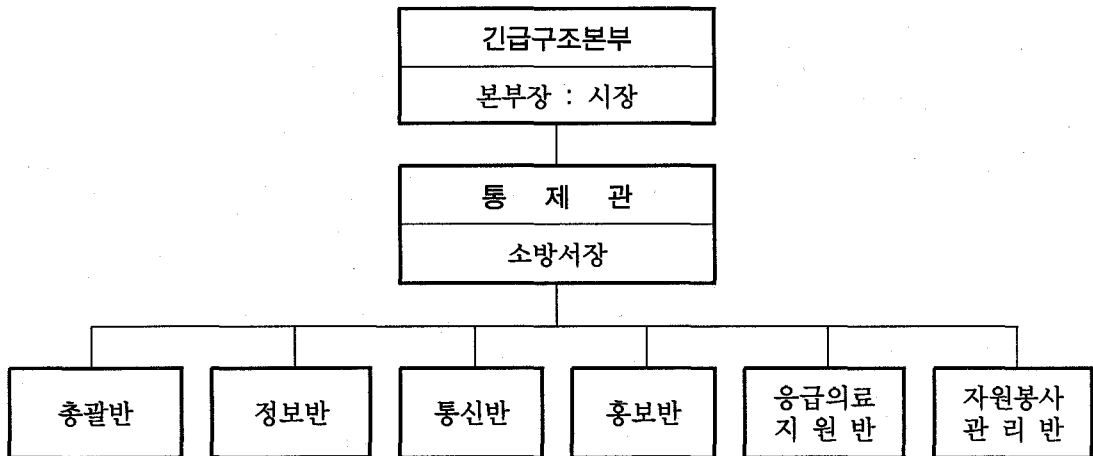 긴급구조본부
본부장 : 시장
통 제 관
소방서장
총괄반
정보반
통신반
홍보반
응급의료
지 원 반
자원봉사
관 리 반